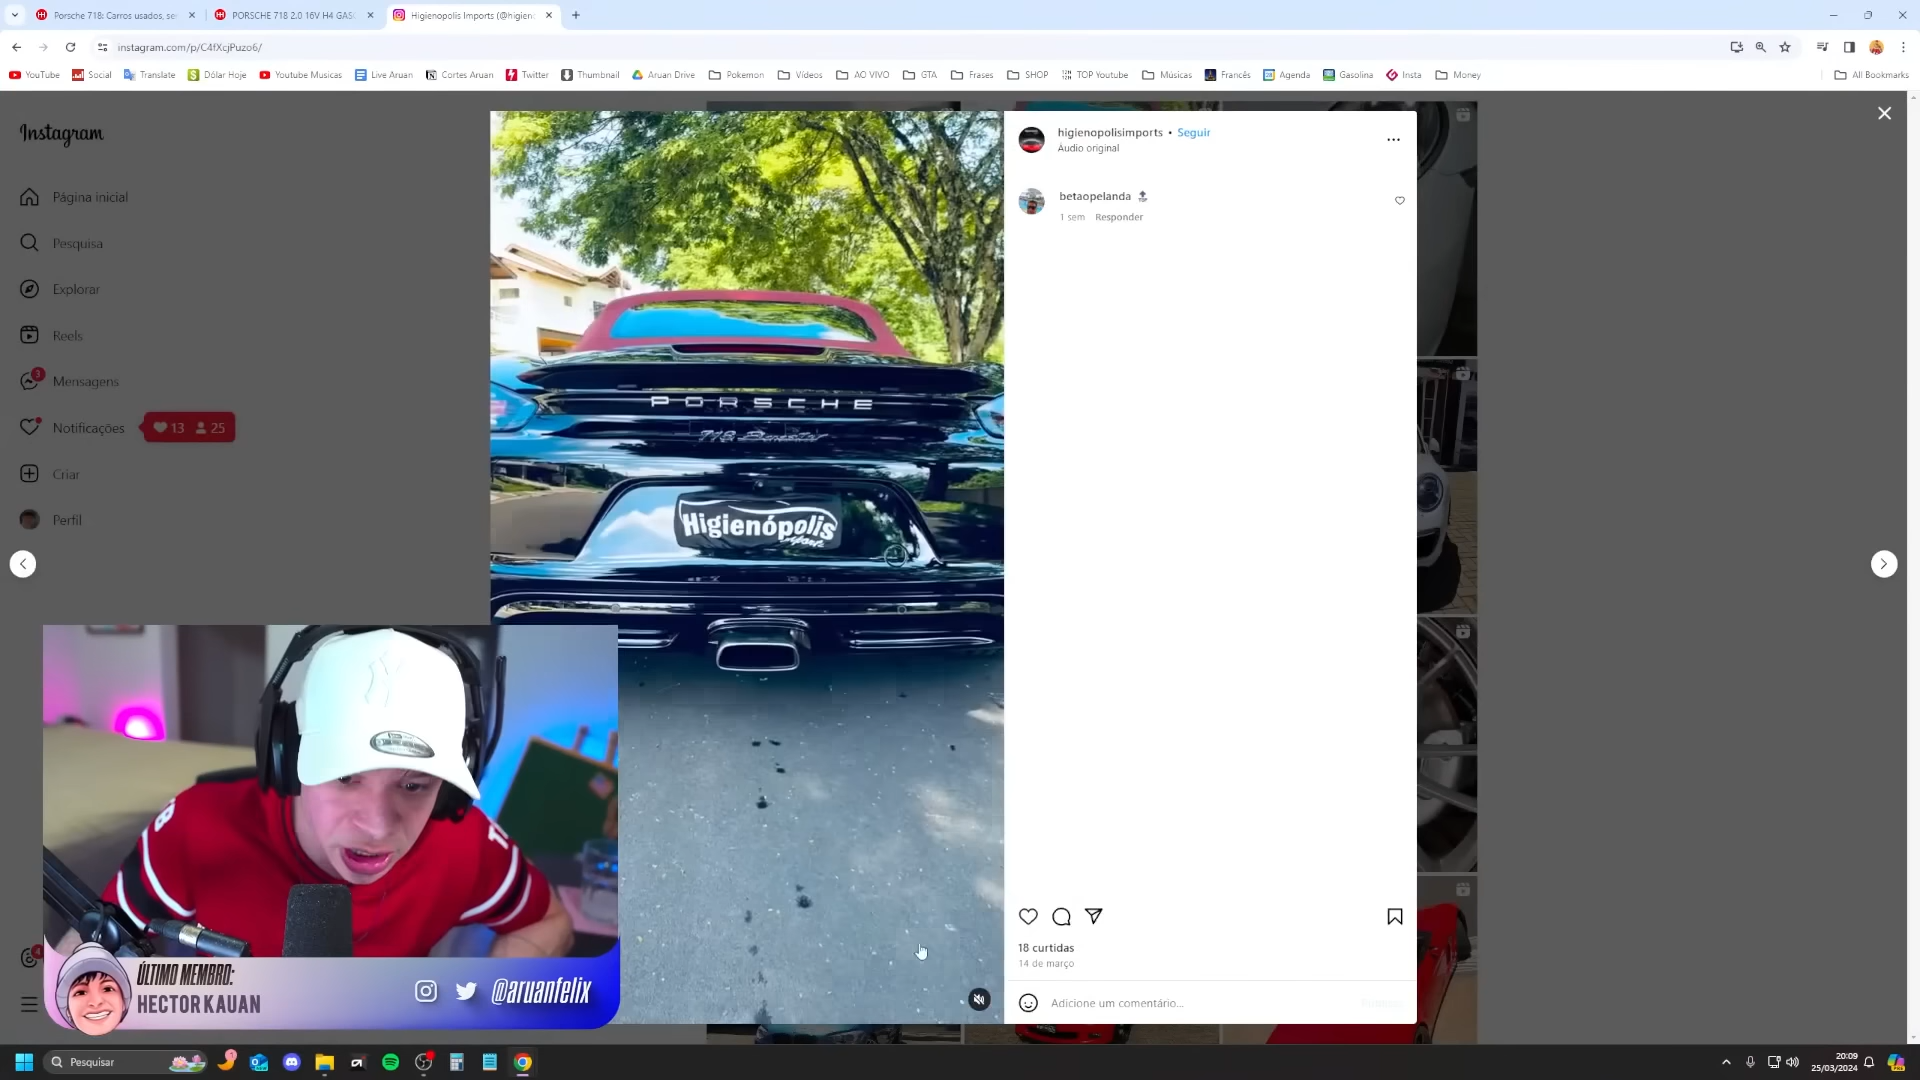 Porsche 718: Carros usados, se
PORSCHE 718 2.0 16V H4 GAS
Higienopolis Imports (@higien
instagram.com/p/C4fXcjPuzo6/
YouTube
Social
Translate
Dólar Hoje
Youtube Musicas
Live Aruan
Cortes Aruan
Twitter
Thumbnail
Aruan Drive
Pokemon
Vídeos
AO VIVO
GTA
Frases
SHOP
TOP Youtube
Músicas
Francês
Agenda
Gasolina
Insta
Money
All Bookmarks
Instagram
Página inicial
Pesquisa
Explorar
Reels
3
Mensagens
Notificações
13
25
Criar
Perfil
PORSCHE
718 Boxster
Higienópolis
imports
higienopolisimports • Seguir
Áudio original
betaopelanda
1 sem Responder
18 curtidas
14 de março
Adicione um comentário...
ÚLTIMO MEMBRO:
HECTOR KAUAN
@aruanfelix
Pesquisar
20:09
25/03/2024